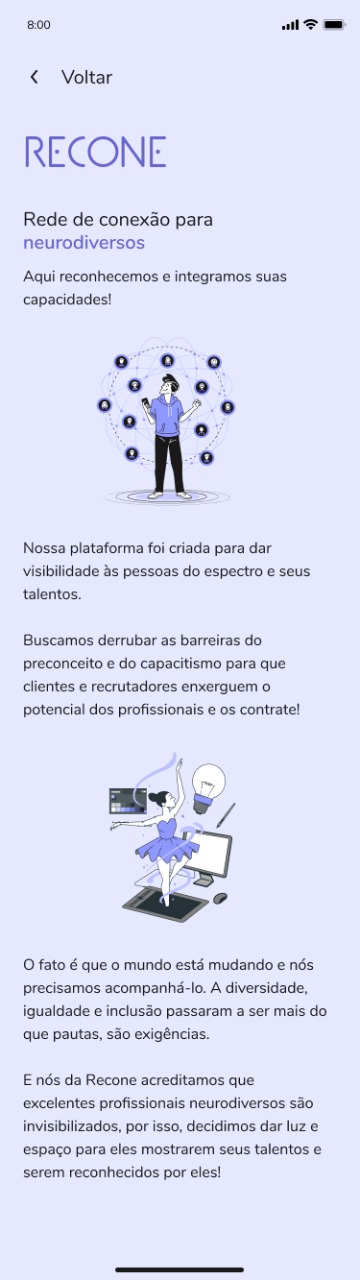 8:00
Voltar
RECONE
Rede de conexão para
neurodiversos
Aqui reconhecemos e integramos suas
capacidades!
Nossa plataforma foi criada para dar
visibilidade às pessoas do espectro e seus
talentos.
Buscamos derrubar as barreiras do
preconceito e do capacitismo para que
clientes e recrutadores enxerguem o
potencial dos profissionais e os contrate!
O fato é que o mundo está mudando e nós
precisamos acompanhá-lo. A diversidade,
igualdade e inclusão passaram a ser mais do
que pautas, são exigências.
E nós da Recone acreditamos que
excelentes profissionais neurodiversos são
invisibilizados, por isso, decidimos dar luz e
espaço para eles mostrarem seus talentos e
serem reconhecidos por eles!